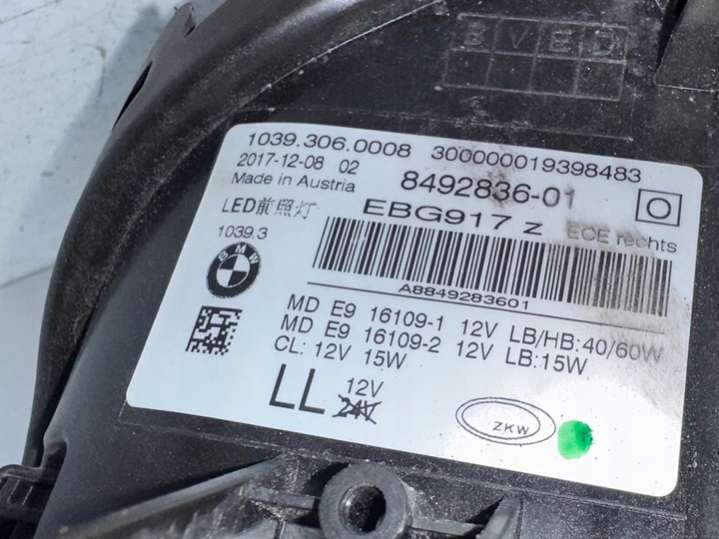 1039.306.0008 300000019398483
2017-12-08 02 8492836-01
Made in Austria
LED前照灯 EBG917 z ECE rechts
1039.3
BMW
A8849283601
MD E9 16109-1 12V LB/HB:40/60W
MD E9 16109-2 12V LB:15W
CL: 12V 15W
LL 12V
24V
ZKW